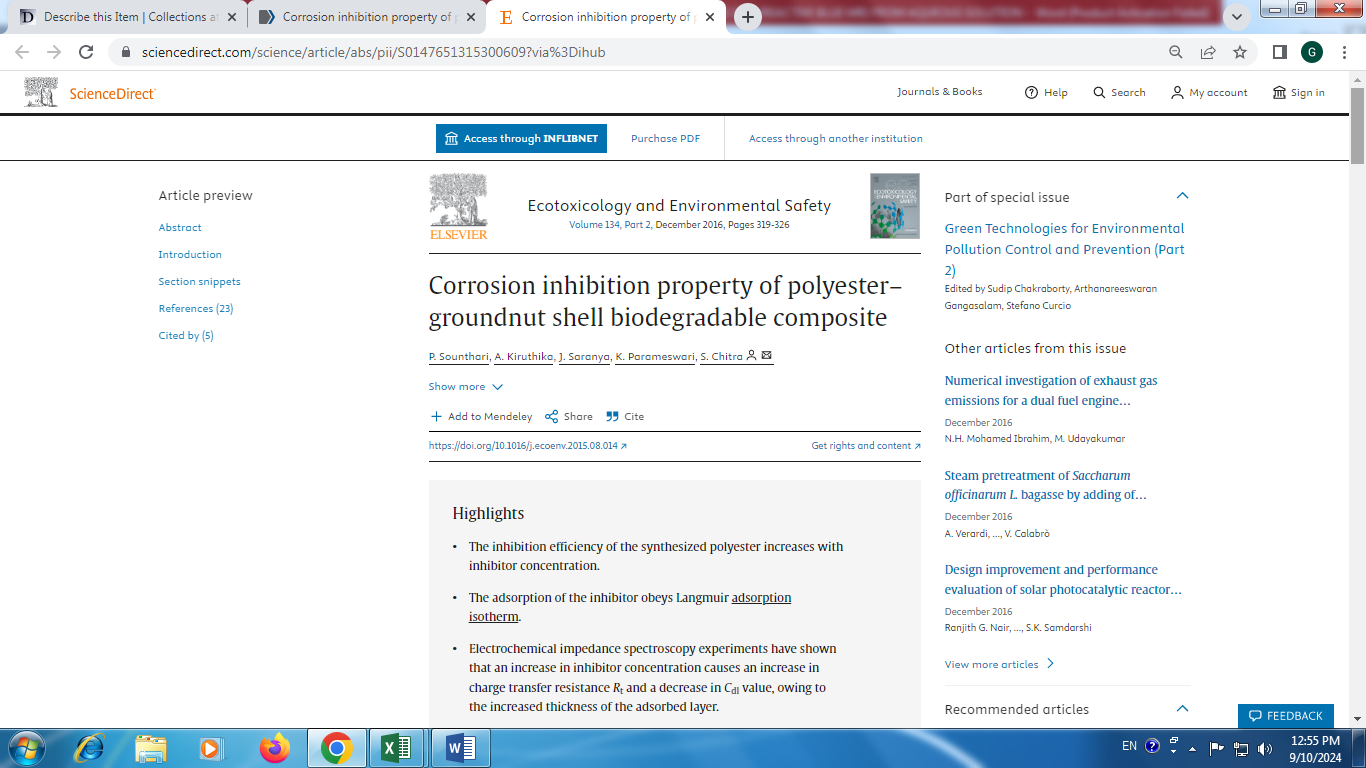 Describe this Item | Collections at
Corrosion inhibition property of p
Corrosion inhibition property of p
sciencedirect.com/science/article/abs/pii/S0147651315300609?via%3Dihub
G
ScienceDirect
Journals & Books
Help
Search
My account
Sign in
Access through INFLIBNET
Purchase PDF
Access through another institution
Article preview
Abstract
Introduction
Section snippets
References (23)
Cited by (5)
ELSEVIER
Ecotoxicology and Environmental Safety
Volume 134, Part 2, December 2016, Pages 319-326
Corrosion inhibition property of polyester–
groundnut shell biodegradable composite
P. Sounthari, A. Kiruthika, J. Saranya, K. Parameswari, S. Chitra
Show more
Add to Mendeley
Share
Cite
https://doi.org/10.1016/j.ecoenv.2015.08.014
Get rights and content
Highlights
• The inhibition efficiency of the synthesized polyester increases with
inhibitor concentration.
• The adsorption of the inhibitor obeys Langmuir adsorption
isotherm.
• Electrochemical impedance spectroscopy experiments have shown
that an increase in inhibitor concentration causes an increase in
charge transfer resistance Rt and a decrease in Cdl value, owing to
the increased thickness of the adsorbed layer.
Part of special issue
Green Technologies for Environmental
Pollution Control and Prevention (Part
2)
Edited by Sudip Chakraborty, Arthanareeswaran
Gangasalam, Stefano Curcio
Other articles from this issue
Numerical investigation of exhaust gas
emissions for a dual fuel engine…
December 2016
N.H. Mohamed Ibrahim, M. Udayakumar
Steam pretreatment of Saccharum
officinarum L. bagasse by adding of…
December 2016
A. Verardi, …, V. Calabrò
Design improvement and performance
evaluation of solar photocatalytic reactor…
December 2016
Ranjith G. Nair, …, S.K. Samdarshi
View more articles
Recommended articles
FEEDBACK
EN
12:55 PM
9/10/2024